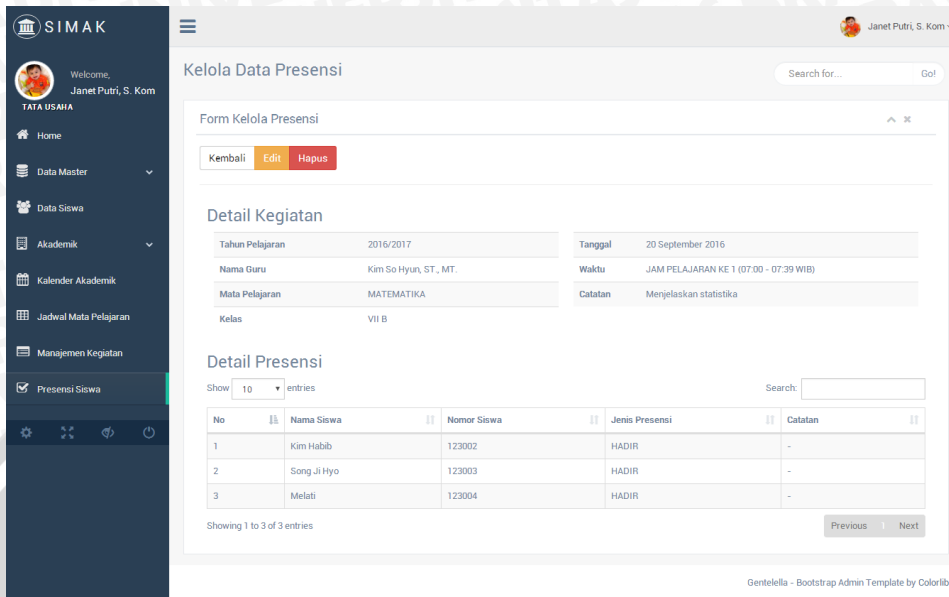 SIMAK
Janet Putri, S. Kom
Welcome,
Janet Putri, S. Kom
TATA USAHA
Home
Data Master
Data Siswa
Akademik
Kalender Akademik
Jadwal Mata Pelajaran
Manajemen Kegiatan
Presensi Siswa
Kelola Data Presensi
Search for... Go!
Form Kelola Presensi
Kembali Edit Hapus
Detail Kegiatan
Tahun Pelajaran 2016/2017 Tanggal 20 September 2016
Nama Guru Kim So Hyun, ST., MT. Waktu JAM PELAJARAN KE 1 (07:00 - 07:39 WIB)
Mata Pelajaran MATEMATIKA Catatan Menjelaskan statistika
Kelas VII B
Detail Presensi
Show 10 entries Search:
No Nama Siswa Nomor Siswa Jenis Presensi Catatan
1 Kim Habib 123002 HADIR -
2 Song Ji Hyo 123003 HADIR -
3 Melati 123004 HADIR -
Showing 1 to 3 of 3 entries Previous 1 Next
Gentelella - Bootstrap Admin Template by Colorlib